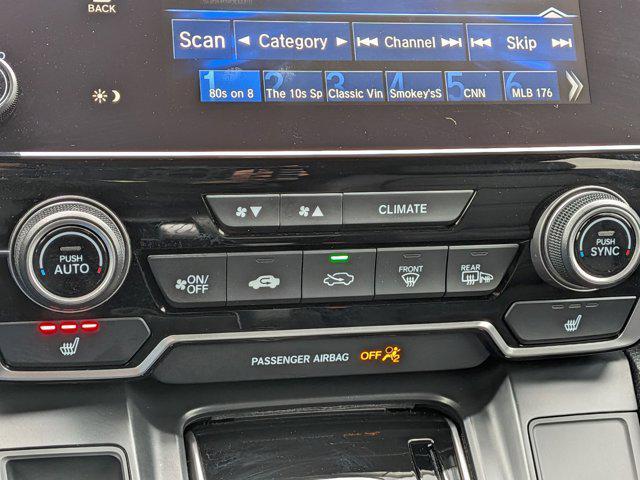 BACK
Scan Category Channel Skip
1 2 3 4 5 6
80s on 8 The 10s Sp Classic Vin Smokey'sS CNN MLB 176
CLIMATE
PUSH AUTO
ON/OFF
FRONT
REAR
PUSH SYNC
PASSENGER AIRBAG OFF 2